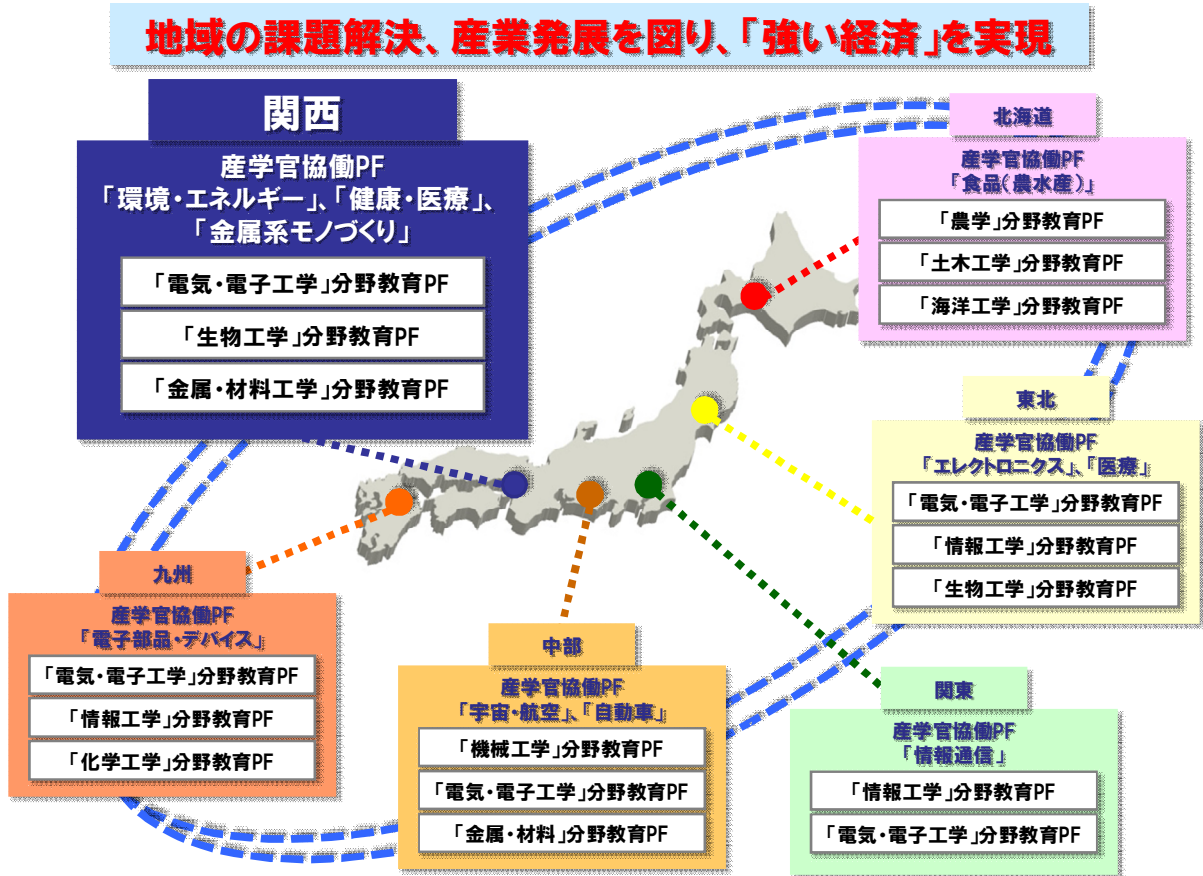 地域の課題解決、産業発展を図り、「強い経済」を実現
関西
産学官協働PF
「環境・エネルギー」、「健康・医療」、
「金属系モノづくり」
「電気・電子工学」分野教育PF
「生物工学」分野教育PF
「金属・材料工学」分野教育PF
北海道
産学官協働PF
「食品(農水産)」
「農学」分野教育PF
「土木工学」分野教育PF
「海洋工学」分野教育PF
東北
産学官協働PF
「エレクトロニクス」、「医療」
「電気・電子工学」分野教育PF
「情報工学」分野教育PF
「生物工学」分野教育PF
九州
産学官協働PF
「電子部品・デバイス」
「電気・電子工学」分野教育PF
「情報工学」分野教育PF
「化学工学」分野教育PF
中部
産学官協働PF
「宇宙・航空」、「自動車」
「機械工学」分野教育PF
「電気・電子工学」分野教育PF
「金属・材料」分野教育PF
関東
産学官協働PF
「情報通信」
「情報工学」分野教育PF
「電気・電子工学」分野教育PF